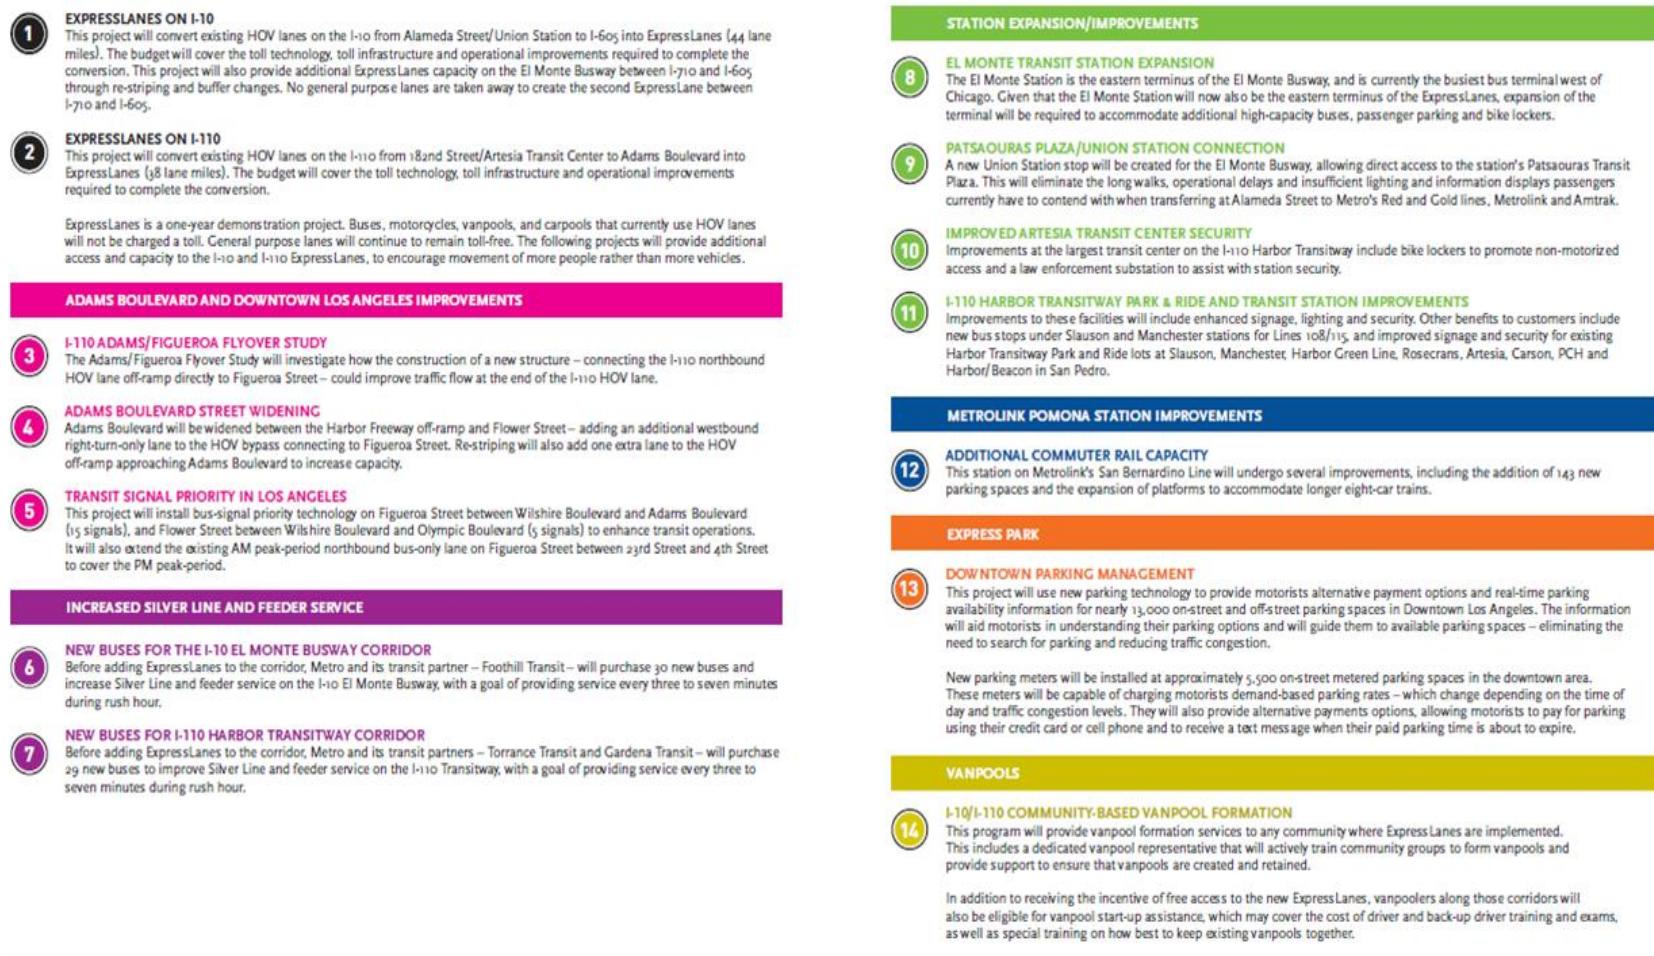 1
EXPRESSLANES ON I-10
This project will convert existing HOV lanes on the I-10 from Alameda Street/Union Station to I-605 into ExpressLanes (44 lane
miles). The budget will cover the toll technology, toll infrastructure and operational improvements required to complete the
conversion. This project will also provide additional ExpressLanes capacity on the El Monte Busway between I-710 and I-605
through re-striping and buffer changes. No general purpose lanes are taken away to create the second ExpressLane between
I-710 and I-605.
2
EXPRESSLANES ON I-110
This project will convert existing HOV lanes on the I-110 from 182nd Street/Artesia Transit Center to Adams Boulevard into
ExpressLanes (38 lane miles). The budget will cover the toll technology, toll infrastructure and operational improvements
required to complete the conversion.
ExpressLanes is a one-year demonstration project. Buses, motorcycles, vanpools, and carpools that currently use HOV lanes
will not be charged a toll. General purpose lanes will continue to remain toll-free. The following projects will provide additional
access and capacity to the I-10 and I-110 ExpressLanes, to encourage movement of more people rather than more vehicles.
ADAMS BOULEVARD AND DOWNTOWN LOS ANGELES IMPROVEMENTS
3
I-110 ADAMS/FIGUEROA FLYOVER STUDY
The Adams/Figueroa Flyover Study will investigate how the construction of a new structure – connecting the I-110 northbound
HOV lane off-ramp directly to Figueroa Street – could improve traffic flow at the end of the I-110 HOV lane.
4
ADAMS BOULEVARD STREET WIDENING
Adams Boulevard will be widened between the Harbor Freeway off-ramp and Flower Street – adding an additional westbound
right-turn-only lane to the HOV bypass connecting to Figueroa Street. Re-striping will also add one extra lane to the HOV
off-ramp approaching Adams Boulevard to increase capacity.
5
TRANSIT SIGNAL PRIORITY IN LOS ANGELES
This project will install bus-signal priority technology on Figueroa Street between Wilshire Boulevard and Adams Boulevard
(15 signals), and Flower Street between Wilshire Boulevard and Olympic Boulevard (5 signals) to enhance transit operations.
It will also extend the existing AM peak-period northbound bus-only lane on Figueroa Street between 23rd Street and 4th Street
to cover the PM peak-period.
INCREASED SILVER LINE AND FEEDER SERVICE
6
NEW BUSES FOR THE I-10 EL MONTE BUSWAY CORRIDOR
Before adding ExpressLanes to the corridor, Metro and its transit partner – Foothill Transit – will purchase 30 new buses and
increase Silver Line and feeder service on the I-10 El Monte Busway, with a goal of providing service every three to seven minutes
during rush hour.
7
NEW BUSES FOR I-110 HARBOR TRANSITWAY CORRIDOR
Before adding ExpressLanes to the corridor, Metro and its transit partners – Torrance Transit and Gardena Transit – will purchase
29 new buses to improve Silver Line and feeder service on the I-110 Transitway, with a goal of providing service every three to
seven minutes during rush hour.
STATION EXPANSION/IMPROVEMENTS
8
EL MONTE TRANSIT STATION EXPANSION
The El Monte Station is the eastern terminus of the El Monte Busway, and is currently the busiest bus terminal west of
Chicago. Given that the El Monte Station will now also be the eastern terminus of the ExpressLanes, expansion of the
terminal will be required to accommodate additional high-capacity buses, passenger parking and bike lockers.
9
PATSAOURAS PLAZA/UNION STATION CONNECTION
A new Union Station stop will be created for the El Monte Busway, allowing direct access to the station's Patsaouras Transit
Plaza. This will eliminate the long walks, operational delays and insufficient lighting and information displays passengers
currently have to contend with when transferring at Alameda Street to Metro's Red and Gold lines, Metrolink and Amtrak.
10
IMPROVED ARTESIA TRANSIT CENTER SECURITY
Improvements at the largest transit center on the I-110 Harbor Transitway include bike lockers to promote non-motorized
access and a law enforcement substation to assist with station security.
11
I-110 HARBOR TRANSITWAY PARK & RIDE AND TRANSIT STATION IMPROVEMENTS
Improvements to these facilities will include enhanced signage, lighting and security. Other benefits to customers include
new bus stops under Slauson and Manchester stations for Lines 108/115, and improved signage and security for existing
Harbor Transitway Park and Ride lots at Slauson, Manchester, Harbor Green Line, Rosecrans, Artesia, Carson, PCH and
Harbor/Beacon in San Pedro.
METROLINK POMONA STATION IMPROVEMENTS
12
ADDITIONAL COMMUTER RAIL CAPACITY
This station on Metrolink's San Bernardino Line will undergo several improvements, including the addition of 143 new
parking spaces and the expansion of platforms to accommodate longer eight-car trains.
EXPRESS PARK
13
DOWNTOWN PARKING MANAGEMENT
This project will use new parking technology to provide motorists alternative payment options and real-time parking
availability information for nearly 13,000 on-street and off-street parking spaces in Downtown Los Angeles. The information
will aid motorists in understanding their parking options and will guide them to available parking spaces – eliminating the
need to search for parking and reducing traffic congestion.
New parking meters will be installed at approximately 5,500 on-street metered parking spaces in the downtown area.
These meters will be capable of charging motorists demand-based parking rates – which change depending on the time of
day and traffic congestion levels. They will also provide alternative payments options, allowing motorists to pay for parking
using their credit card or cell phone and to receive a text message when their paid parking time is about to expire.
VANPOOLS
14
I-10/I-110 COMMUNITY-BASED VANPOOL FORMATION
This program will provide vanpool formation services to any community where ExpressLanes are implemented.
This includes a dedicated vanpool representative that will actively train community groups to form vanpools and
provide support to ensure that vanpools are created and retained.
In addition to receiving the incentive of free access to the new ExpressLanes, vanpoolers along those corridors will
also be eligible for vanpool start-up assistance, which may cover the cost of driver and back-up driver training and exams,
as well as special training on how best to keep existing vanpools together.